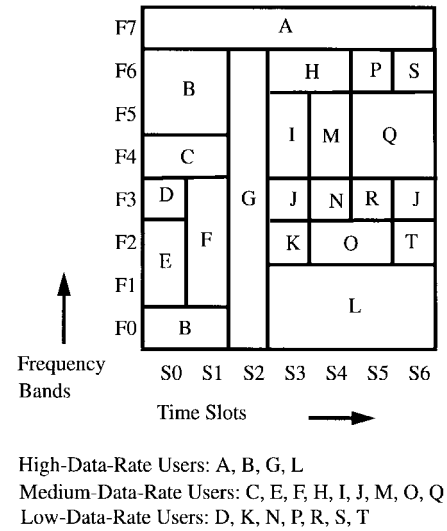 F7 A
F6 B H P S
F5 I M Q
F4 C
F3 D F G J N R J
F2 E K O T
F1 L
F0 B
Frequency
Bands
S0 S1 S2 S3 S4 S5 S6
Time Slots
High-Data-Rate Users: A, B, G, L
Medium-Data-Rate Users: C, E, F, H, I, J, M, O, Q
Low-Data-Rate Users: D, K, N, P, R, S, T